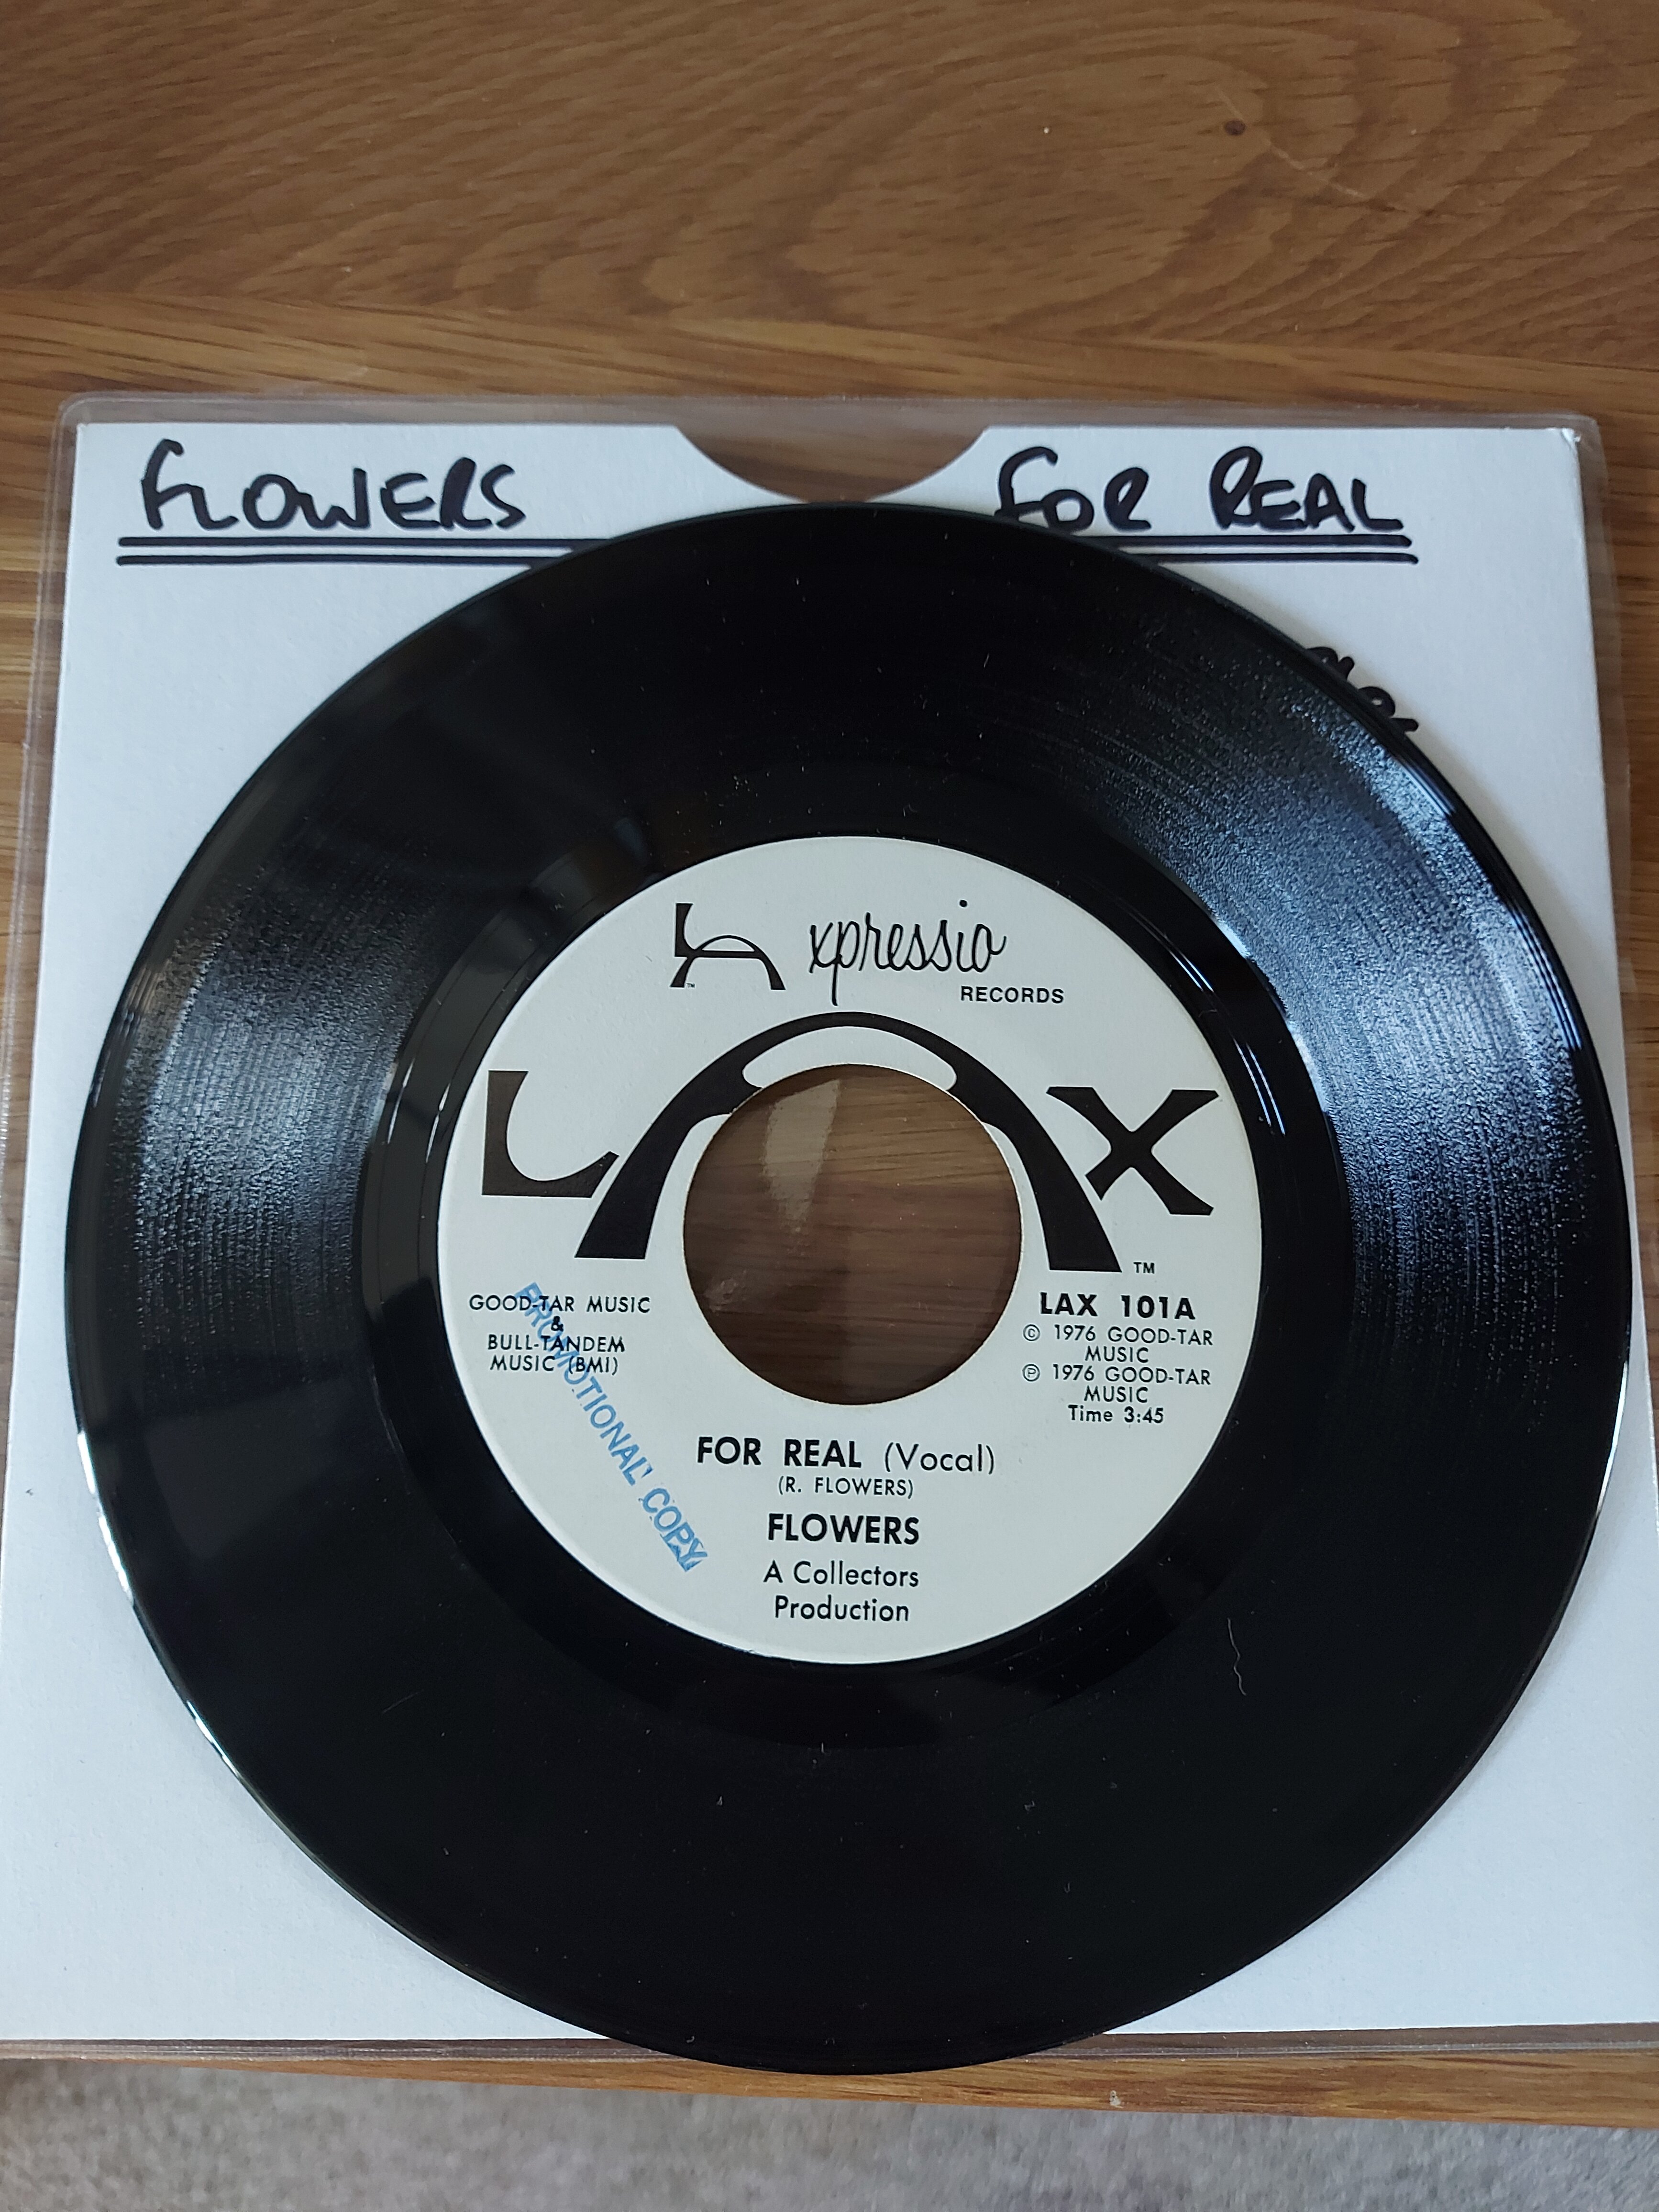 FLOWERS FOR REAL
LA xpressio
RECORDS
LAX
TM
GOOD-TAR MUSIC
&
BULL-TANDEM
MUSIC (BMI)
LAX 101A
© 1976 GOOD-TAR
MUSIC
℗ 1976 GOOD-TAR
MUSIC
Time 3:45
PROMOTIONAL COPY
FOR REAL (Vocal)
(R. FLOWERS)
FLOWERS
A Collectors
Production